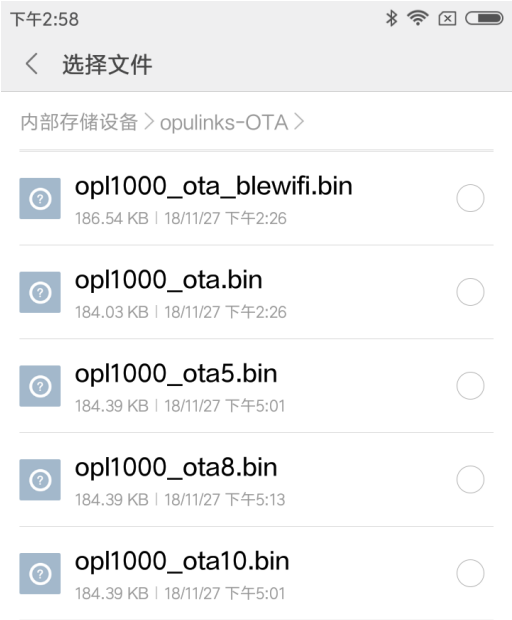 下午2:58
选择文件
内部存储设备 > opulinks-OTA >
opl1000_ota_blewifi.bin
186.54 KB | 18/11/27 下午2:26
opl1000_ota.bin
184.03 KB | 18/11/27 下午2:26
opl1000_ota5.bin
184.39 KB | 18/11/27 下午5:01
opl1000_ota8.bin
184.39 KB | 18/11/27 下午5:13
opl1000_ota10.bin
184.39 KB | 18/11/27 下午5:01